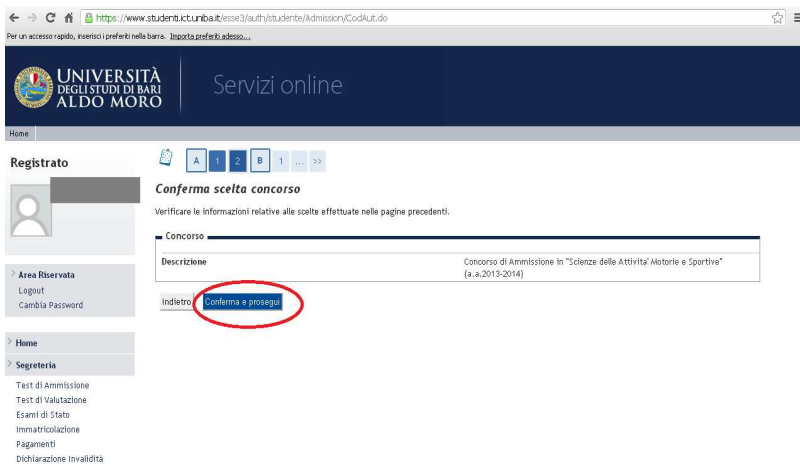 https://www.studenti.ict.uniba.it/esse3/auth/studente/Admission/CodAut.do
Per un accesso rapido, inserisci i preferiti nella barra. Importa preferiti adesso...
UNIVERSITÀ
DEGLI STUDI DI BARI
ALDO MORO
Servizi online
Home
Registrato
A 1 2 B 1 ... >>
Conferma scelta concorso
Verificare le informazioni relative alle scelte effettuate nelle pagine precedenti.
Concorso
Descrizione
Concorso di Ammissione in "Scienze delle Attivita' Motorie e Sportive"
(a.a.2013-2014)
Indietro
Conferma e prosegui
> Area Riservata
Logout
Cambia Password
> Home
> Segreteria
Test di Ammissione
Test di Valutazione
Esami di Stato
Immatricolazione
Pagamenti
Dichiarazione Invalidità